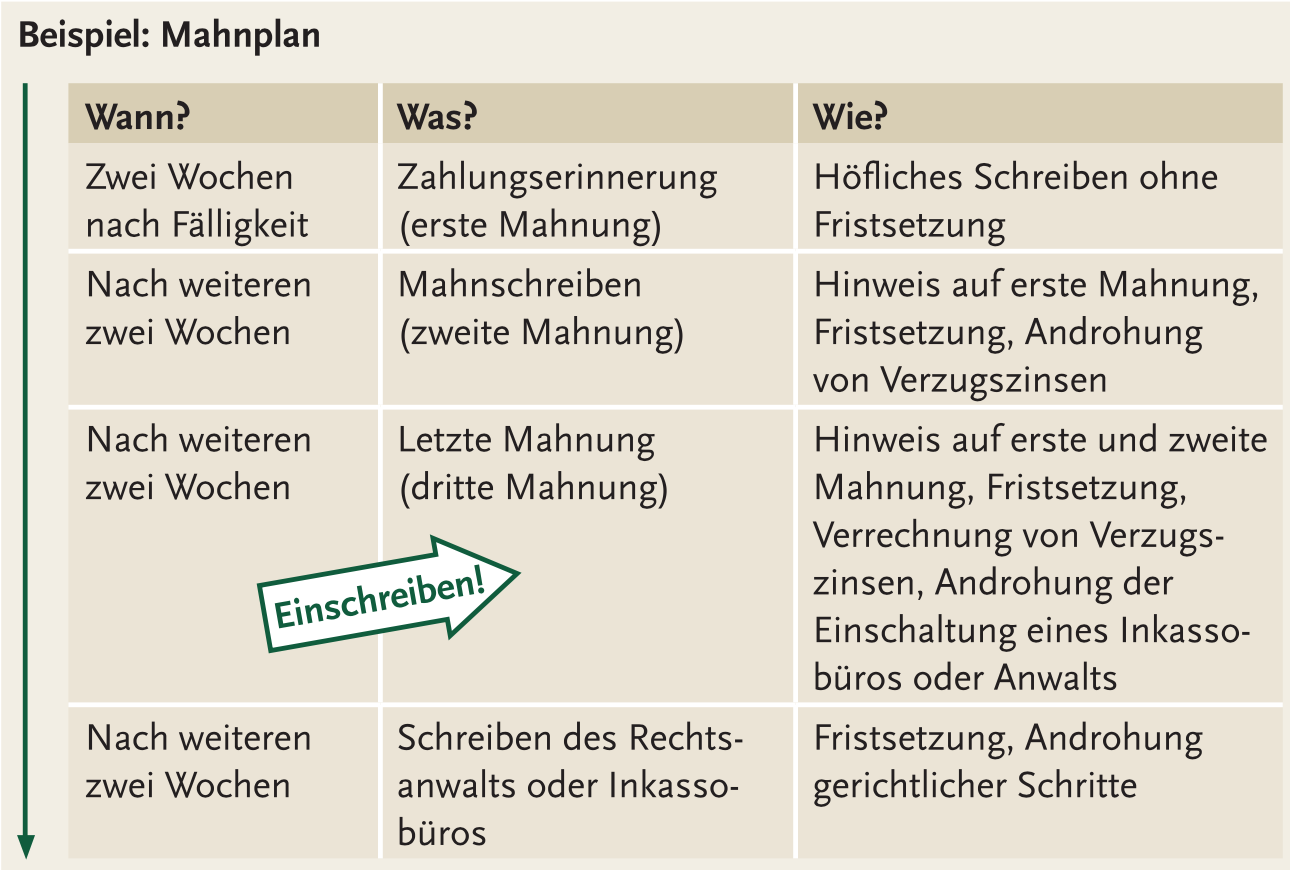 Beispiel: Mahnplan
Wann?
Was?
Wie?
Zwei Wochen
nach Fälligkeit
Zahlungserinnerung
(erste Mahnung)
Höfliches Schreiben ohne
Fristsetzung
Nach weiteren
zwei Wochen
Mahnschreiben
(zweite Mahnung)
Hinweis auf erste Mahnung,
Fristsetzung, Androhung
von Verzugszinsen
Nach weiteren
zwei Wochen
Letzte Mahnung
(dritte Mahnung)
Einschreiben!
Hinweis auf erste und zweite
Mahnung, Fristsetzung,
Verrechnung von Verzugs-
zinsen, Androhung der
Einschaltung eines Inkasso-
büros oder Anwalts
Nach weiteren
zwei Wochen
Schreiben des Rechts-
anwalts oder Inkasso-
büros
Fristsetzung, Androhung
gerichtlicher Schritte